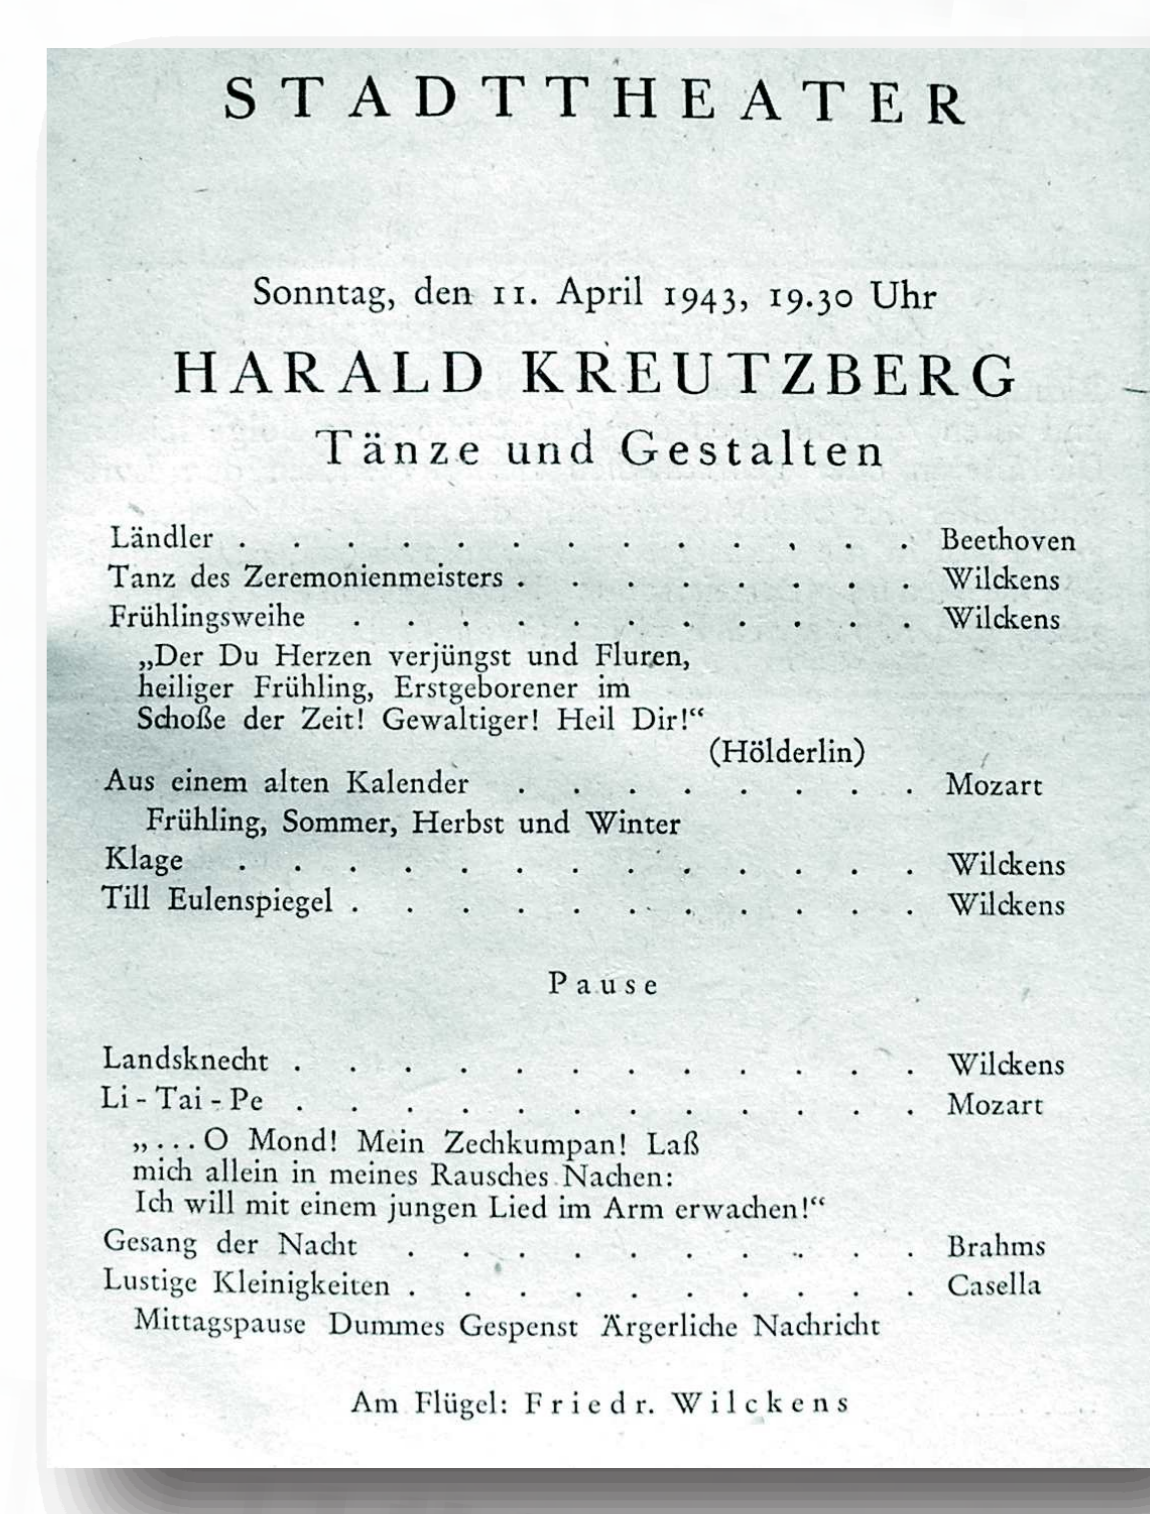 STADTTHEATER
Sonntag, den 11. April 1943, 19.30 Uhr
HARALD KREUTZBERG
Tänze und Gestalten
Ländler . . . . . . . . . . . . . Beethoven
Tanz des Zeremonienmeisters . . . . . . . . Wilckens
Frühlingsweihe . . . . . . . . . . . Wilckens
„Der Du Herzen verjüngst und Fluren,
heiliger Frühling, Erstgeborener im
Schoße der Zeit! Gewaltiger! Heil Dir!“
(Hölderlin)
Aus einem alten Kalender . . . . . . . . Mozart
Frühling, Sommer, Herbst und Winter
Klage . . . . . . . . . . . . . Wilckens
Till Eulenspiegel . . . . . . . . . . . Wilckens
Pause
Landsknecht . . . . . . . . . . . . Wilckens
Li - Tai - Pe . . . . . . . . . . . . Mozart
„... O Mond! Mein Zechkumpan! Laß
mich allein in meines Rausches Nachen:
Ich will mit einem jungen Lied im Arm erwachen!“
Gesang der Nacht . . . . . . . . . . Brahms
Lustige Kleinigkeiten . . . . . . . . . . Casella
Mittagspause Dummes Gespenst Ärgerliche Nachricht
Am Flügel: Friedr. Wilckens